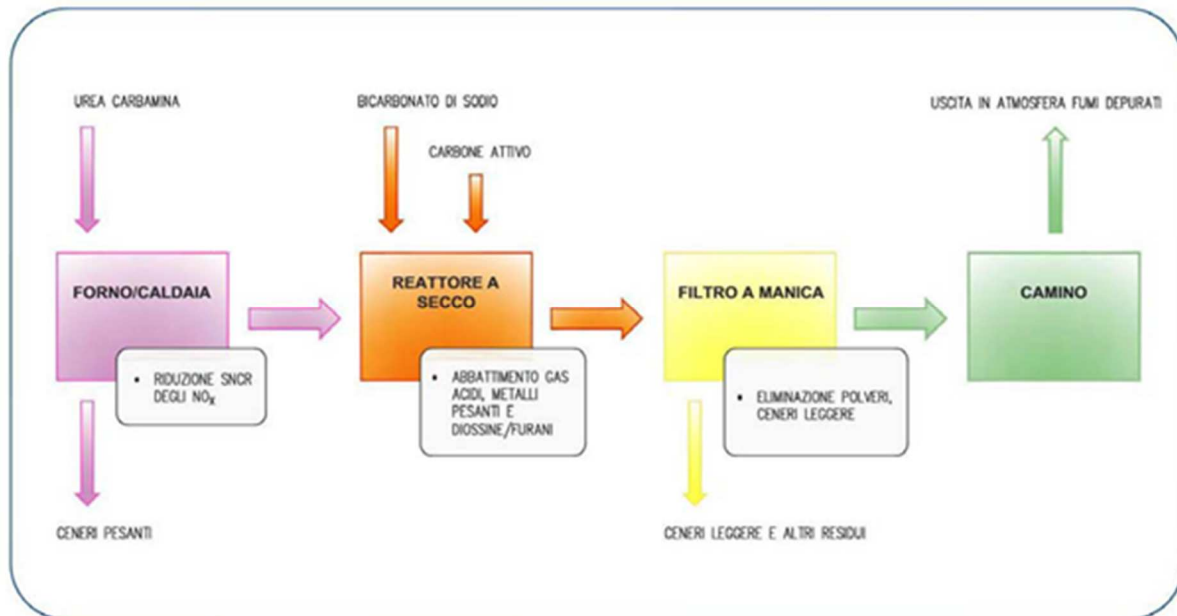 UREA CARBAMINA
BICARBONATO DI SODIO
CARBONE ATTIVO
USCITA IN ATMOSFERA FUMI DEPURATI
FORNO/CALDAIA
REATTORE A
SECCO
FILTRO A MANICA
CAMINO
• RIDUZIONE SNCR
DEGLI NOX
• ABBATTIMENTO GAS
ACIDI, METALLI
PESANTI E
DIOSSINE/FURANI
• ELIMINAZIONE POLVERI,
CENERI LEGGERE
CENERI PESANTI
CENERI LEGGERE E ALTRI RESIDUI